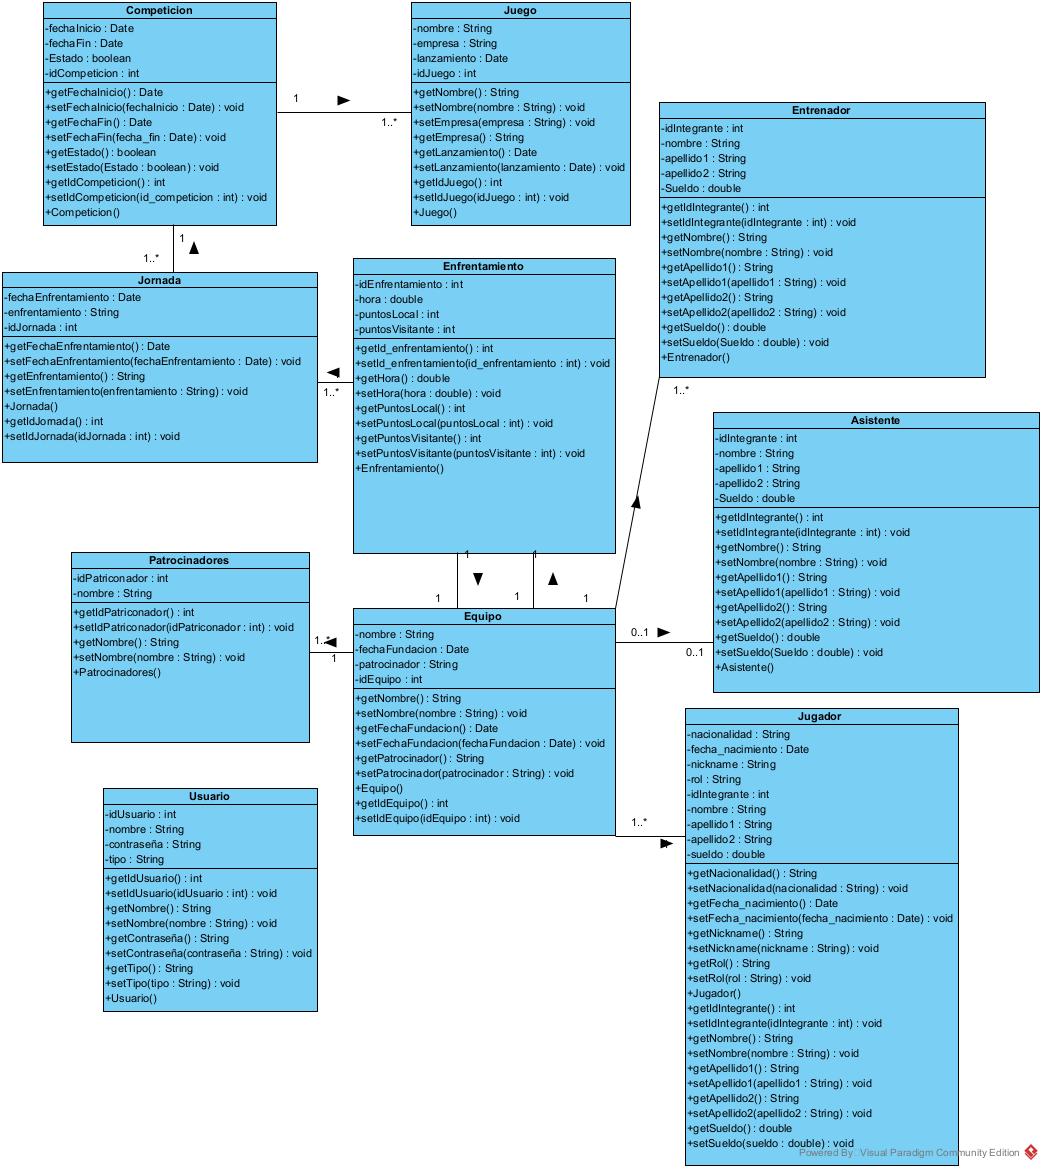 Competicion
-fechaInicio : Date
-fechaFin : Date
-Estado : boolean
-idCompeticion : int
+getFechaInicio() : Date
+setFechaInicio(fechaInicio : Date) : void
+getFechaFin() : Date
+setFechaFin(fecha_fin : Date) : void
+getEstado() : boolean
+setEstado(Estado : boolean) : void
+getIdCompeticion() : int
+setIdCompeticion(id_competicion : int) : void
+Competicion()
1
1..*
Juego
-nombre : String
-empresa : String
-lanzamiento : Date
-idJuego : int
+getNombre() : String
+setNombre(nombre : String) : void
+setEmpresa(empresa : String) : void
+getEmpresa() : String
+getLanzamiento() : Date
+setLanzamiento(lanzamiento : Date) : void
+getIdJuego() : int
+setIdJuego(idJuego : int) : void
+Juego()
1
1..*
Jornada
-fechaEnfrentamiento : Date
-enfrentamiento : String
-idJornada : int
+getFechaEnfrentamiento() : Date
+setFechaEnfrentamiento(fechaEnfrentamiento : Date) : void
+getEnfrentamiento() : String
+setEnfrentamiento(enfrentamiento : String) : void
+Jornada()
+getIdJornada() : int
+setIdJornada(idJornada : int) : void
1..*
Enfrentamiento
-idEnfrentamiento : int
-hora : double
-puntosLocal : int
-puntosVisitante : int
+getId_enfrentamiento() : int
+setId_enfrentamiento(id_enfrentamiento : int) : void
+getHora() : double
+setHora(hora : double) : void
+getPuntosLocal() : int
+setPuntosLocal(puntosLocal : int) : void
+getPuntosVisitante() : int
+setPuntosVisitante(puntosVisitante : int) : void
+Enfrentamiento()
Entrenador
-idIntegrante : int
-nombre : String
-apellido1 : String
-apellido2 : String
-Sueldo : double
+getIdIntegrante() : int
+setIdIntegrante(idIntegrante : int) : void
+getNombre() : String
+setNombre(nombre : String) : void
+getApellido1() : String
+setApellido1(apellido1 : String) : void
+getApellido2() : String
+setApellido2(apellido2 : String) : void
+getSueldo() : double
+setSueldo(Sueldo : double) : void
+Entrenador()
1..*
Asistente
-idIntegrante : int
-nombre : String
-apellido1 : String
-apellido2 : String
-Sueldo : double
+getIdIntegrante() : int
+setIdIntegrante(idIntegrante : int) : void
+getNombre() : String
+setNombre(nombre : String) : void
+getApellido1() : String
+setApellido1(apellido1 : String) : void
+getApellido2() : String
+setApellido2(apellido2 : String) : void
+getSueldo() : double
+setSueldo(Sueldo : double) : void
+Asistente()
1
1
1
1
1
Patrocinadores
-idPatriconador : int
-nombre : String
+getIdPatriconador() : int
+setIdPatriconador(idPatriconador : int) : void
+getNombre() : String
+setNombre(nombre : String) : void
+Patrocinadores()
1..*
1
Equipo
-nombre : String
-fechaFundacion : Date
-patrocinador : String
-idEquipo : int
+getNombre() : String
+setNombre(nombre : String) : void
+getFechaFundacion() : Date
+setFechaFundacion(fechaFundacion : Date) : void
+getPatrocinador() : String
+setPatrocinador(patrocinador : String) : void
+Equipo()
+getIdEquipo() : int
+setIdEquipo(idEquipo : int) : void
0..1
0..1
1..*
Usuario
-idUsuario : int
-nombre : String
-contraseña : String
-tipo : String
+getIdUsuario() : int
+setIdUsuario(idUsuario : int) : void
+getNombre() : String
+setNombre(nombre : String) : void
+getContraseña() : String
+setContraseña(contraseña : String) : void
+getTipo() : String
+setTipo(tipo : String) : void
+Usuario()
Jugador
-nacionalidad : String
-fecha_nacimiento : Date
-nickname : String
-rol : String
-idIntegrante : int
-nombre : String
-apellido1 : String
-apellido2 : String
-sueldo : double
+getNacionalidad() : String
+setNacionalidad(nacionalidad : String) : void
+getFecha_nacimiento() : Date
+setFecha_nacimiento(fecha_nacimiento : Date) : void
+getNickname() : String
+setNickname(nickname : String) : void
+getRol() : String
+setRol(rol : String) : void
+Jugador()
+getIdIntegrante() : int
+setIdIntegrante(idIntegrante : int) : void
+getNombre() : String
+setNombre(nombre : String) : void
+getApellido1() : String
+setApellido1(apellido1 : String) : void
+getApellido2() : String
+setApellido2(apellido2 : String) : void
+getSueldo() : double
+setSueldo(sueldo : double) : void
Powered By Visual Paradigm Community Edition